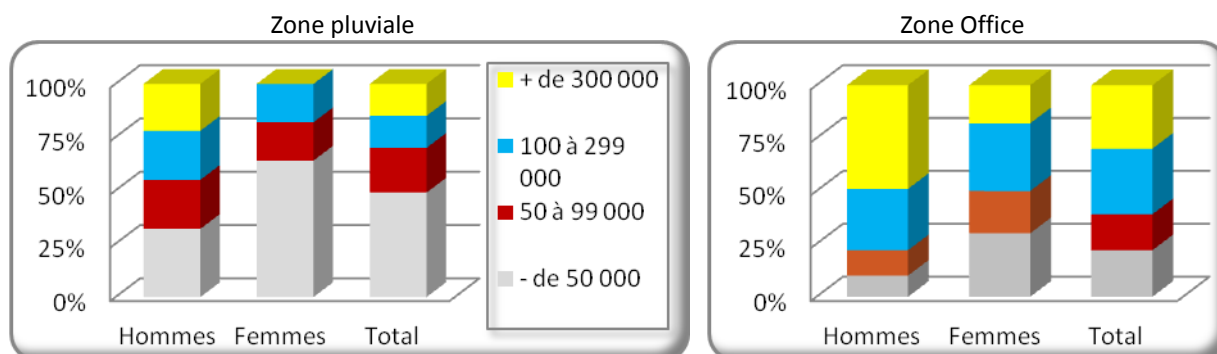 Zone pluviale
100%
75%
50%
25%
0%
Hommes Femmes Total
+ de 300 000
100 à 299
000
50 à 99 000
- de 50 000
Zone Office
100%
75%
50%
25%
0%
Hommes Femmes Total